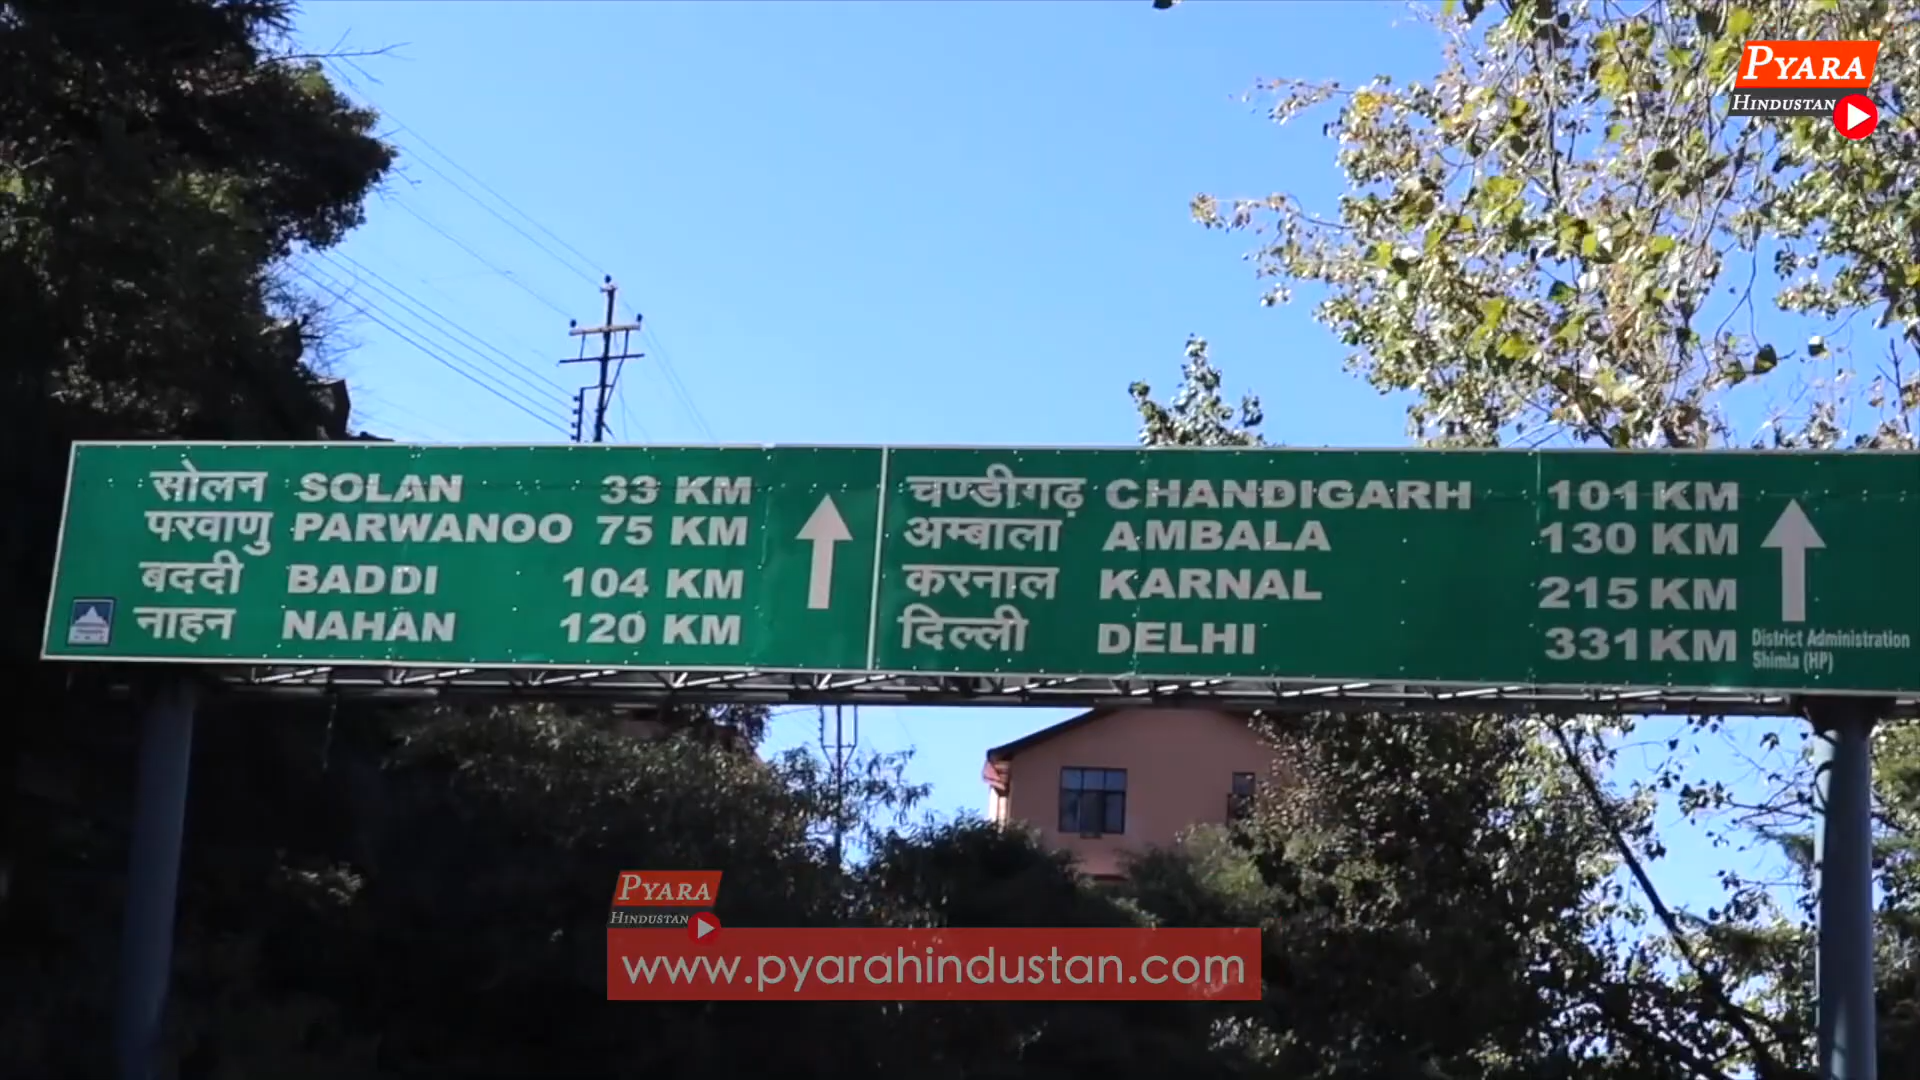 PYARA
HINDUSTAN
सोलन SOLAN 33 KM
परवाणु PARWANOO 75 KM
बददी BADDI 104 KM
नाहन NAHAN 120 KM
चण्डीगढ़ CHANDIGARH 101 KM
अम्बाला AMBALA 130 KM
करनाल KARNAL 215 KM
दिल्ली DELHI 331 KM
District Administration
Shimla (HP)
PYARA
HINDUSTAN
www.pyarahindustan.com